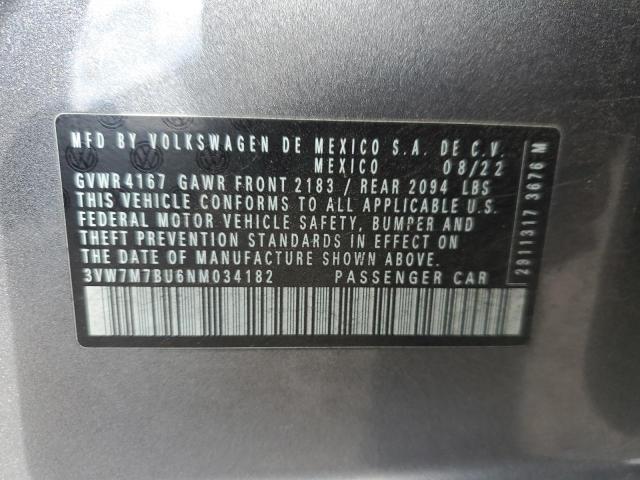 MFD BY VOLKSWAGEN DE MEXICO S.A. DE C.V.
MEXICO 08/22
GVWR4167 GAWR FRONT 2183 / REAR 2094 LBS
THIS VEHICLE CONFORMS TO ALL APPLICABLE U.S.
FEDERAL MOTOR VEHICLE SAFETY, BUMPER AND
THEFT PREVENTION STANDARDS IN EFFECT ON
THE DATE OF MANUFACTURE SHOWN ABOVE.
3VW7M7BU6NM034182 PASSENGER CAR
2911317 3676 M